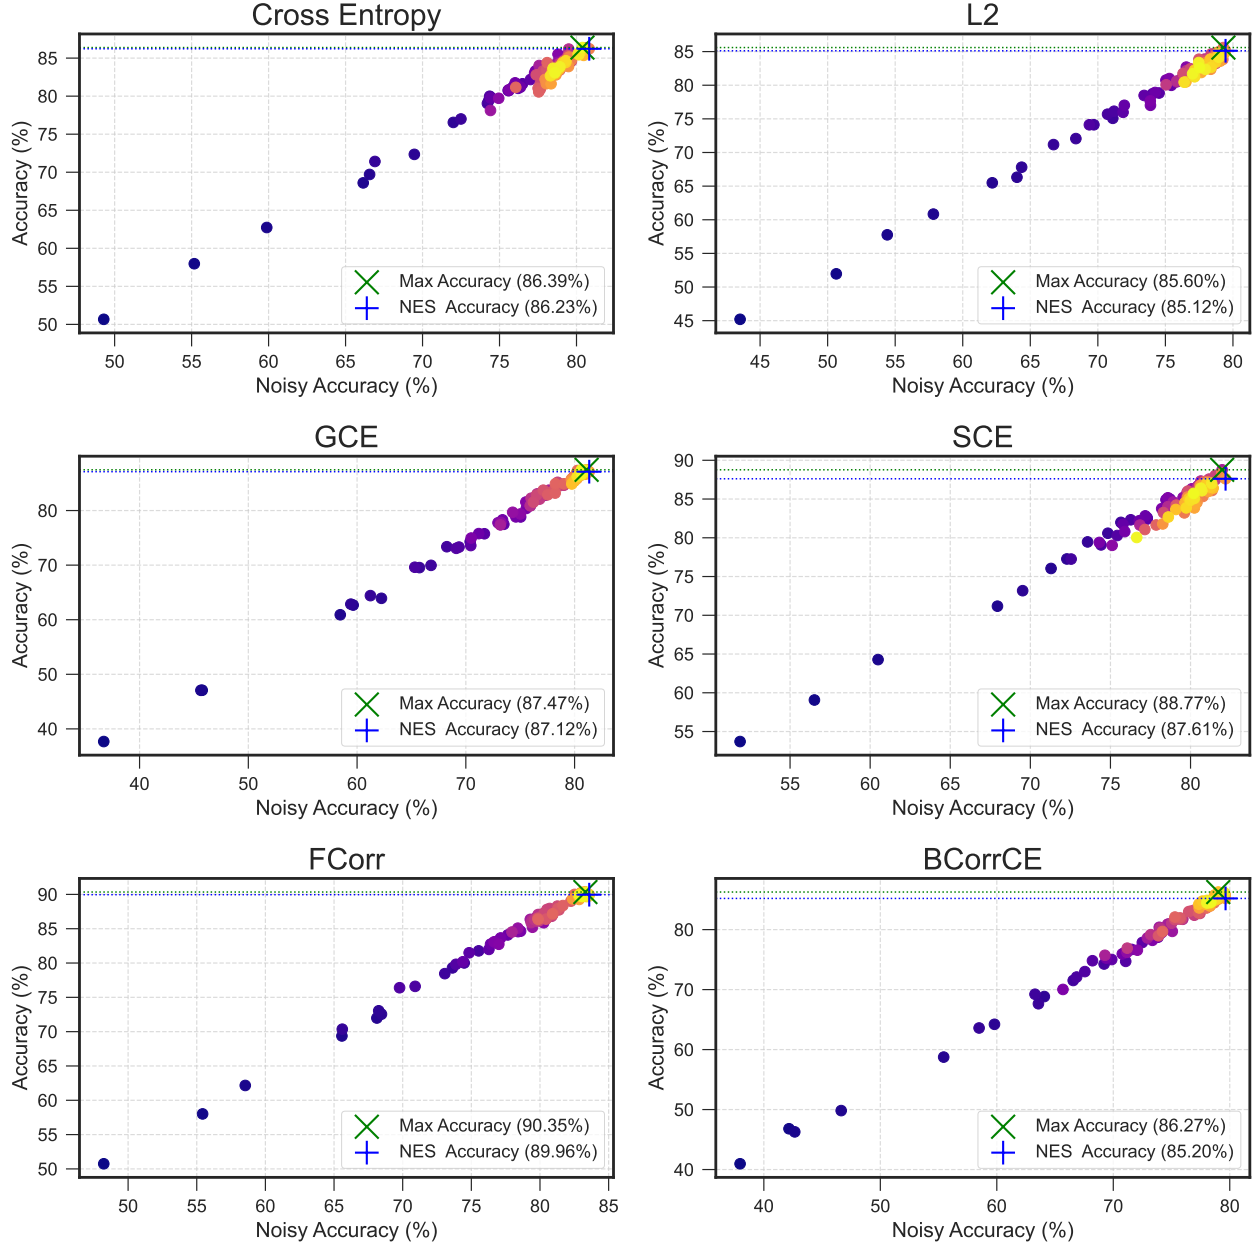 Cross Entropy
85
80
75
70
65
60
55
50
Accuracy (%)
Max Accuracy (86.39%)
NES Accuracy (86.23%)
50 55 60 65 70 75 80
Noisy Accuracy (%)
L2
85
80
75
70
65
60
55
50
45
Accuracy (%)
Max Accuracy (85.60%)
NES Accuracy (85.12%)
45 50 55 60 65 70 75 80
Noisy Accuracy (%)
GCE
80
70
60
50
40
Accuracy (%)
Max Accuracy (87.47%)
NES Accuracy (87.12%)
40 50 60 70 80
Noisy Accuracy (%)
SCE
90
85
80
75
70
65
60
55
Accuracy (%)
Max Accuracy (88.77%)
NES Accuracy (87.61%)
55 60 65 70 75 80
Noisy Accuracy (%)
FCorr
90
85
80
75
70
65
60
55
50
Accuracy (%)
Max Accuracy (90.35%)
NES Accuracy (89.96%)
50 55 60 65 70 75 80 85
Noisy Accuracy (%)
BCorrCE
80
70
60
50
40
Accuracy (%)
Max Accuracy (86.27%)
NES Accuracy (85.20%)
40 50 60 70 80
Noisy Accuracy (%)